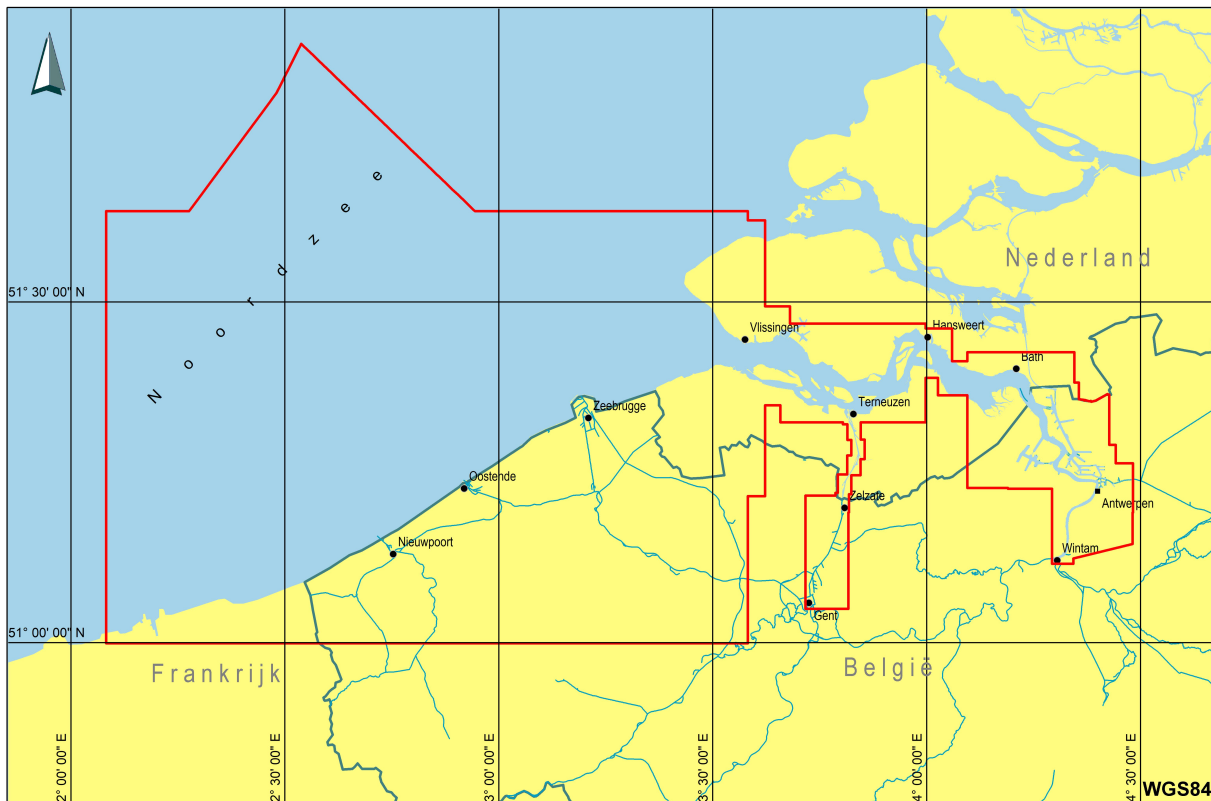 Noordzee
Nederland
51° 30' 00" N
Vlissingen
Hansweert
Bath
Zeebrugge
Terneuzen
Oostende
Zelzate
Antwerpen
Nieuwpoort
Wintam
Gent
51° 00' 00" N
Frankrijk
België
2° 00' 00" E
2° 30' 00" E
3° 00' 00" E
3° 30' 00" E
4° 00' 00" E
4° 30' 00" E
WGS84